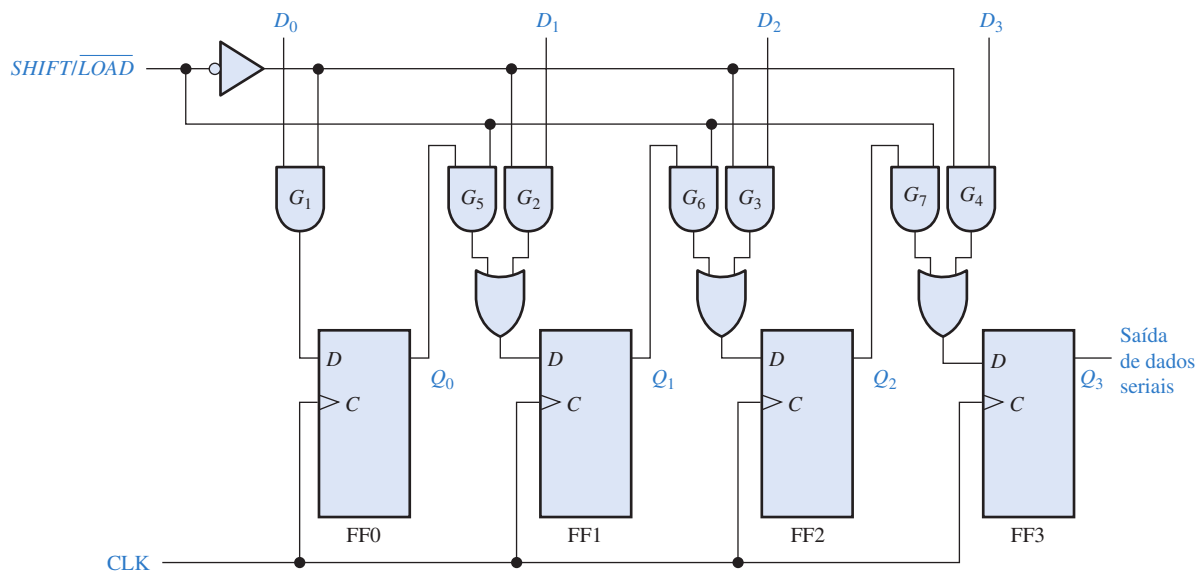 D₀
D₁
D₂
D₃
SHIFT/L̅O̅A̅D̅
G₁
G₅
G₂
G₆
G₃
G₇
G₄
D
C
Q₀
D
C
Q₁
D
C
Q₂
D
C
Q₃
Saída
de dados
seriais
FF0
FF1
FF2
FF3
CLK